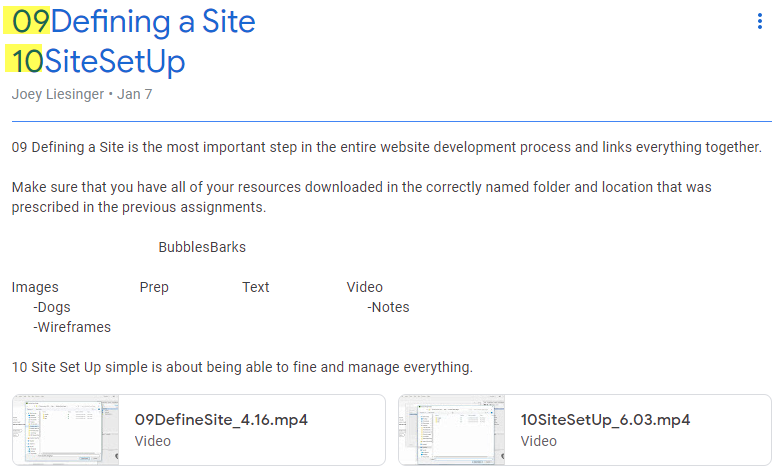 09Defining a Site
10SiteSetUp
Joey Liesinger • Jan 7
09 Defining a Site is the most important step in the entire website development process and links everything together.
Make sure that you have all of your resources downloaded in the correctly named folder and location that was
prescribed in the previous assignments.
BubblesBarks
Images Prep Text Video
-Dogs -Notes
-Wireframes
10 Site Set Up simple is about being able to fine and manage everything.
09DefineSite_4.16.mp4 10SiteSetUp_6.03.mp4
Video Video